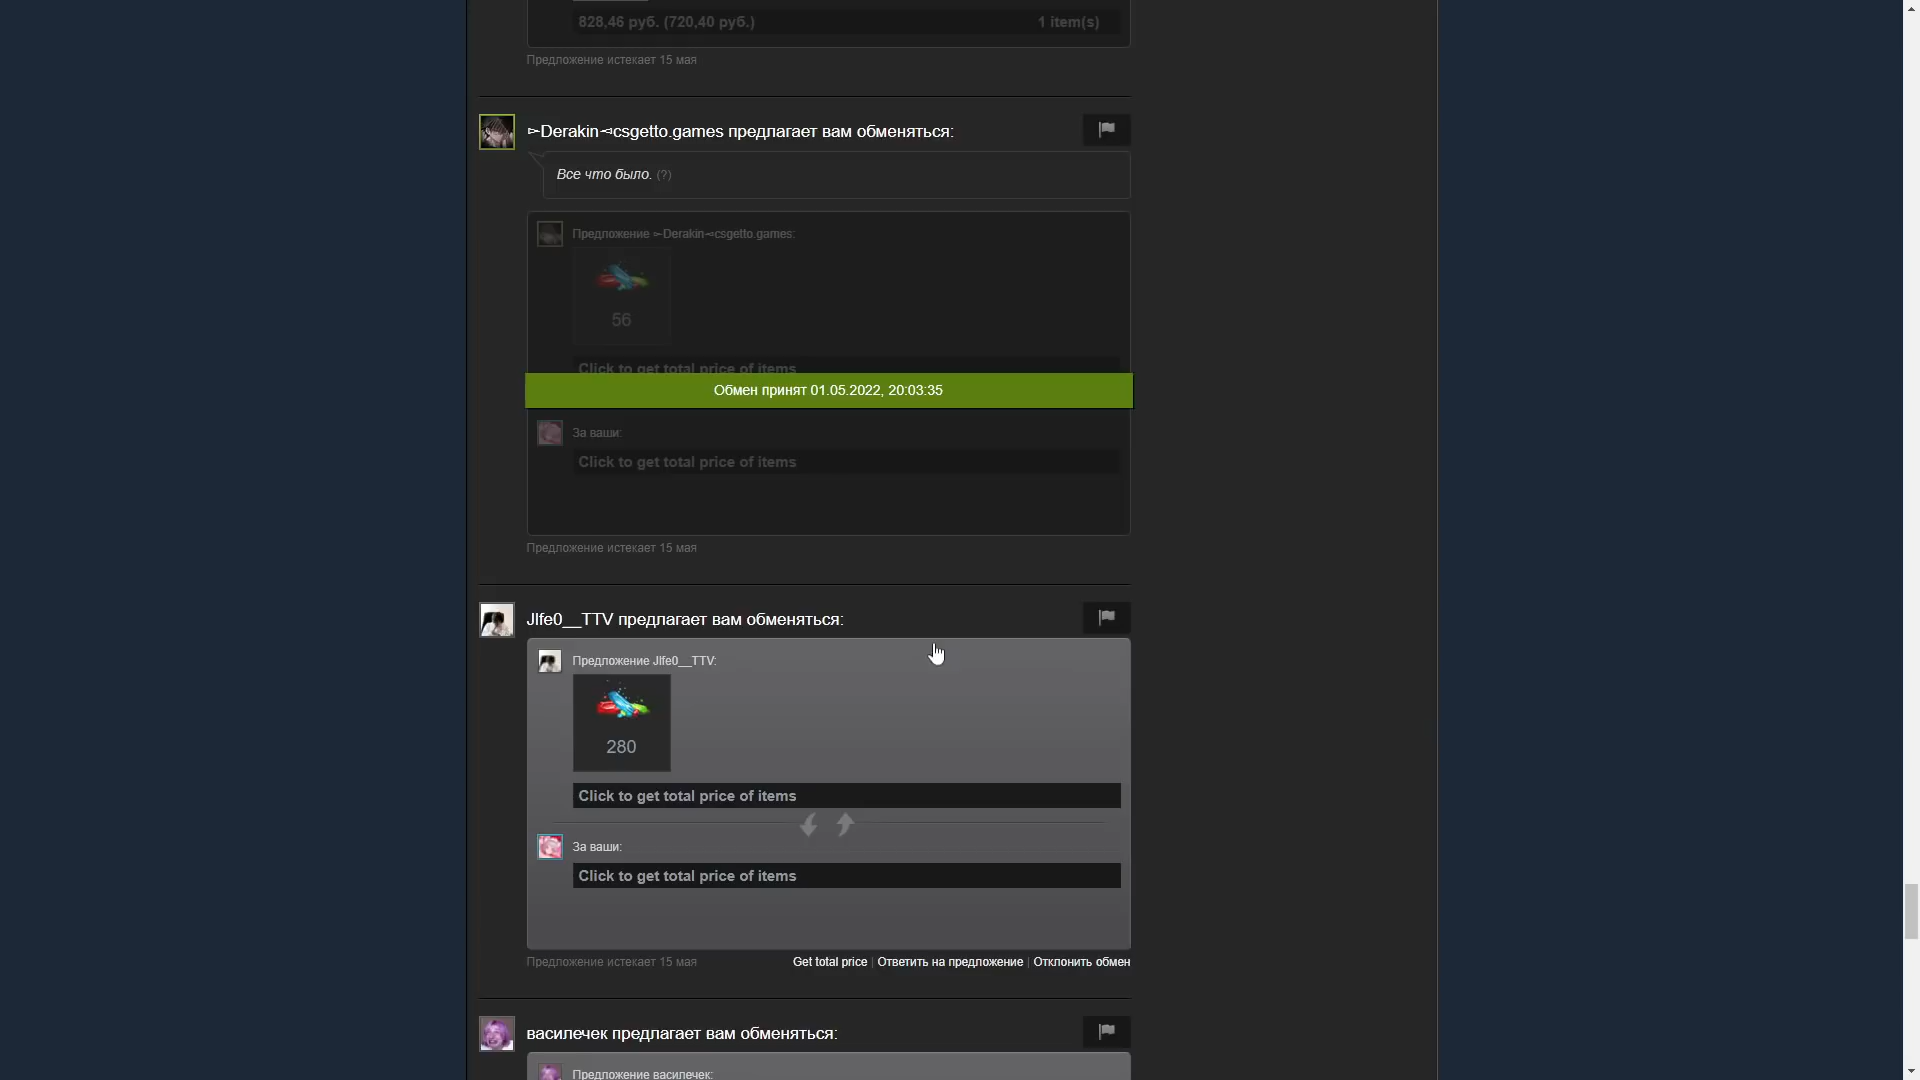 828,46 руб. (720,40 руб.) 1 item(s)
Предложение истекает 15 мая
➣Derakin⊰csgetto.games предлагает вам обменяться:
Все что было. (?)
Предложение ➣Derakin⊰csgetto.games:
56
Click to get total price of items
Обмен принят 01.05.2022, 20:03:35
За ваши:
Click to get total price of items
Предложение истекает 15 мая
Jlfe0__TTV предлагает вам обменяться:
Предложение Jlfe0__TTV:
280
Click to get total price of items
За ваши:
Click to get total price of items
Предложение истекает 15 мая Get total price | Ответить на предложение | Отклонить обмен
василечек предлагает вам обменяться:
Предложение василечек: